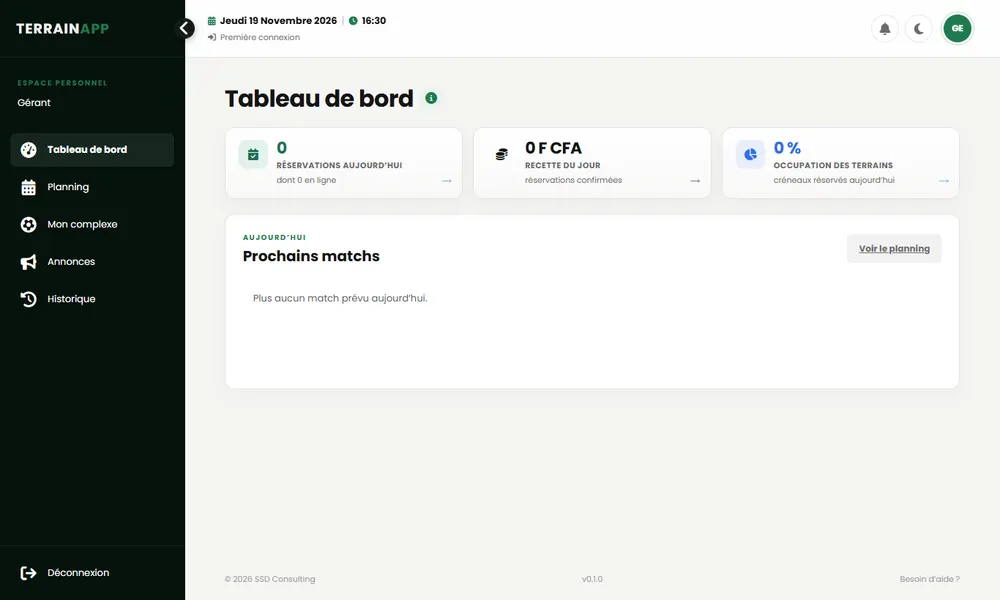 TERRAINAPP
ESPACE PERSONNEL
Gérant
Tableau de bord
Planning
Mon complexe
Annonces
Historique
Déconnexion
Jeudi 19 Novembre 2026 | 16:30
Première connexion
GE
Tableau de bord
0
RÉSERVATIONS AUJOURD'HUI
dont 0 en ligne →
0 F CFA
RECETTE DU JOUR
réservations confirmées →
0 %
OCCUPATION DES TERRAINS
créneaux réservés aujourd'hui →
AUJOURD'HUI
Prochains matchs
Voir le planning
Plus aucun match prévu aujourd'hui.
© 2026 SSD Consulting
v0.1.0
Besoin d'aide ?